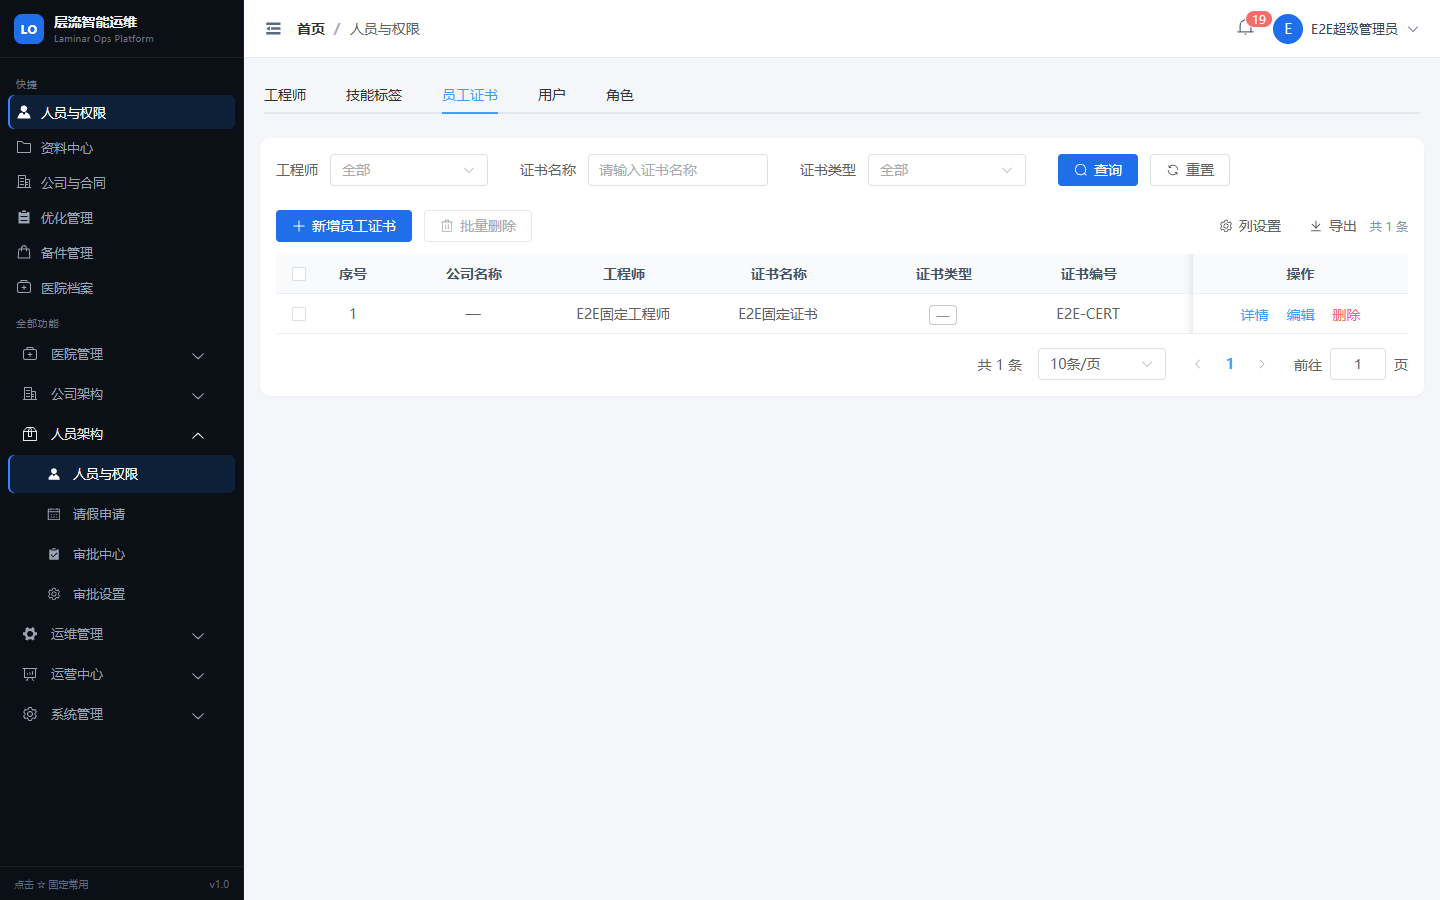 LO
层流智能运维
Laminar Ops Platform
快捷
人员与权限
资料中心
公司与合同
优化管理
备件管理
医院档案
全部功能
医院管理
公司架构
人员架构
人员与权限
请假申请
审批中心
审批设置
运维管理
运营中心
系统管理
点击 ☆ 固定常用 v1.0
首页 / 人员与权限
19 E E2E超级管理员
工程师 技能标签 员工证书 用户 角色
工程师 全部 证书名称 请输入证书名称 证书类型 全部 查询 重置
新增员工证书 批量删除 列设置 导出 共 1 条
序号 公司名称 工程师 证书名称 证书类型 证书编号 操作
1 — E2E固定工程师 E2E固定证书 — E2E-CERT 详情 编辑 删除
共 1 条 10条/页 1 前往 1 页